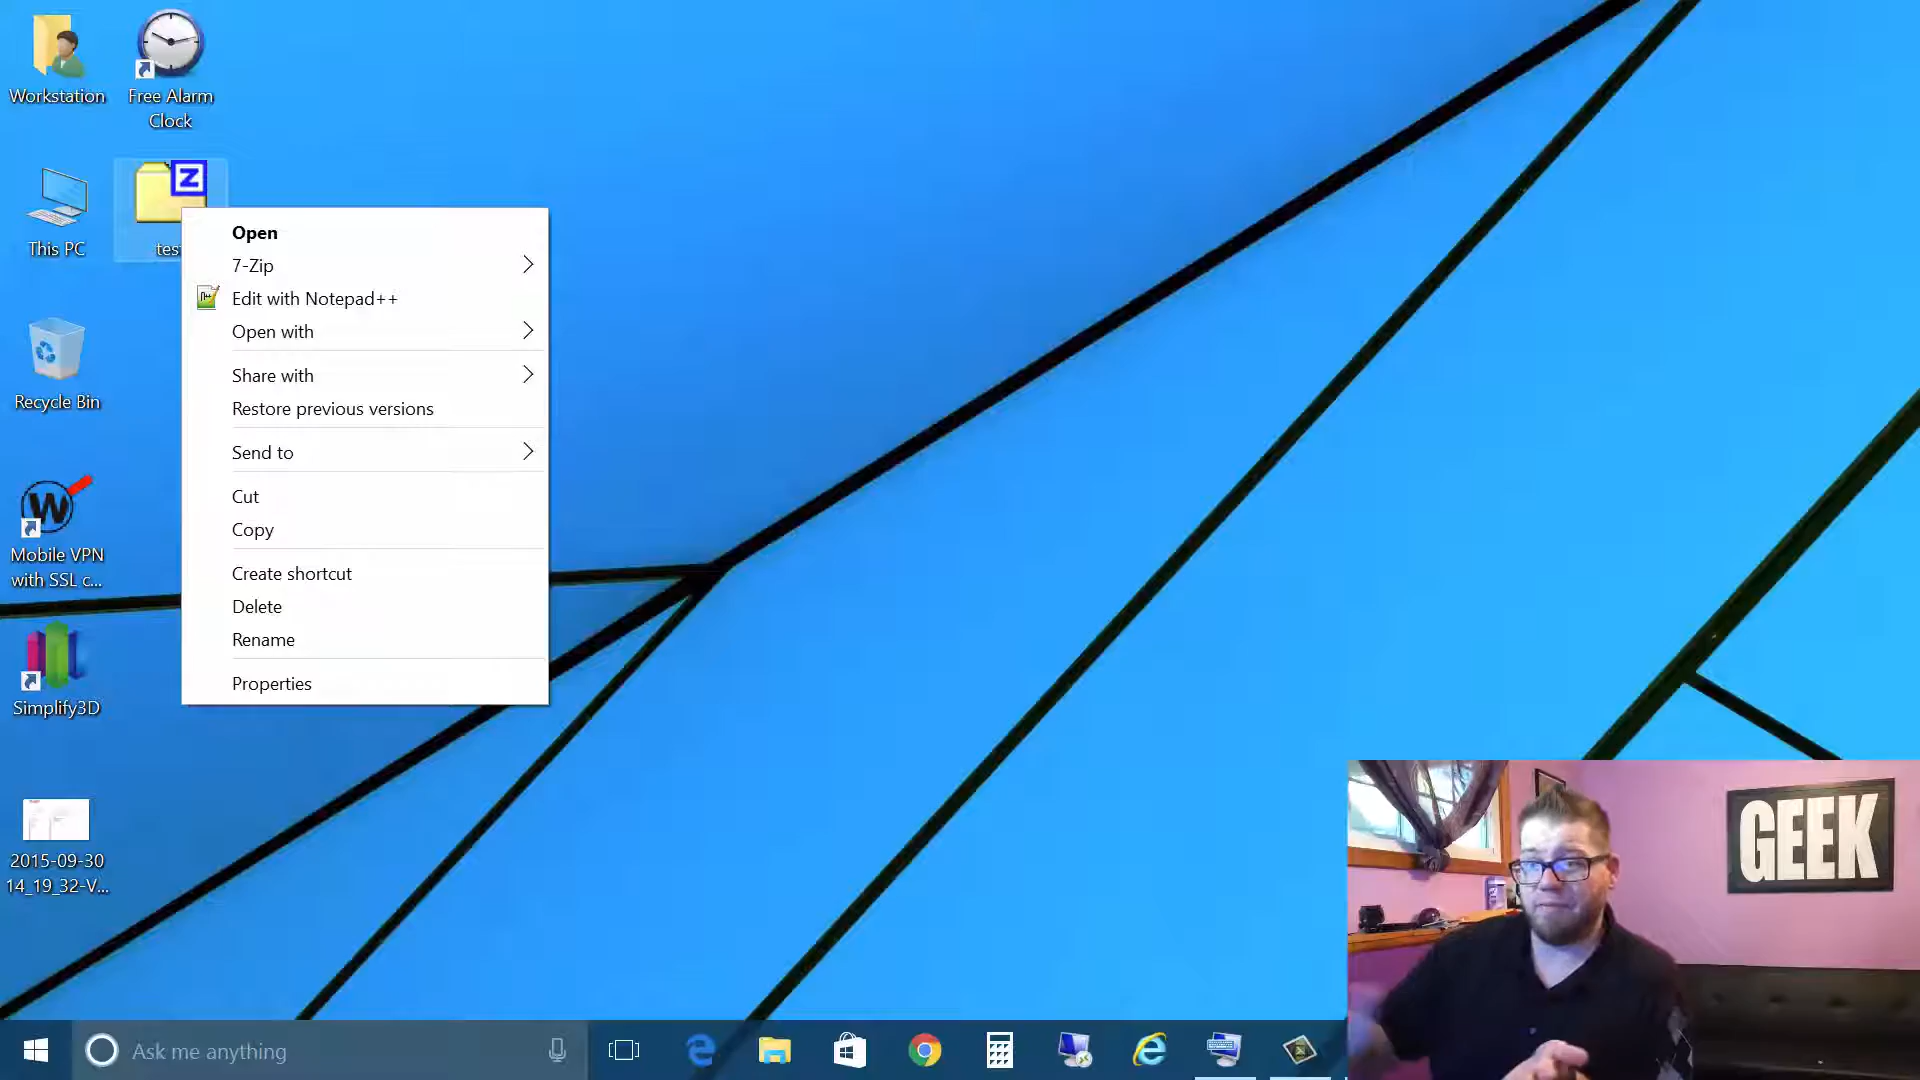 Workstation
Free Alarm
Clock
This PC
Z
tes
Open
7-Zip
Edit with Notepad++
Open with
Share with
Restore previous versions
Send to
Cut
Copy
Create shortcut
Delete
Rename
Properties
Recycle Bin
W
Mobile VPN
with SSL c...
Simplify3D
2015-09-30
14_19_32-V...
GEEK
Ask me anything